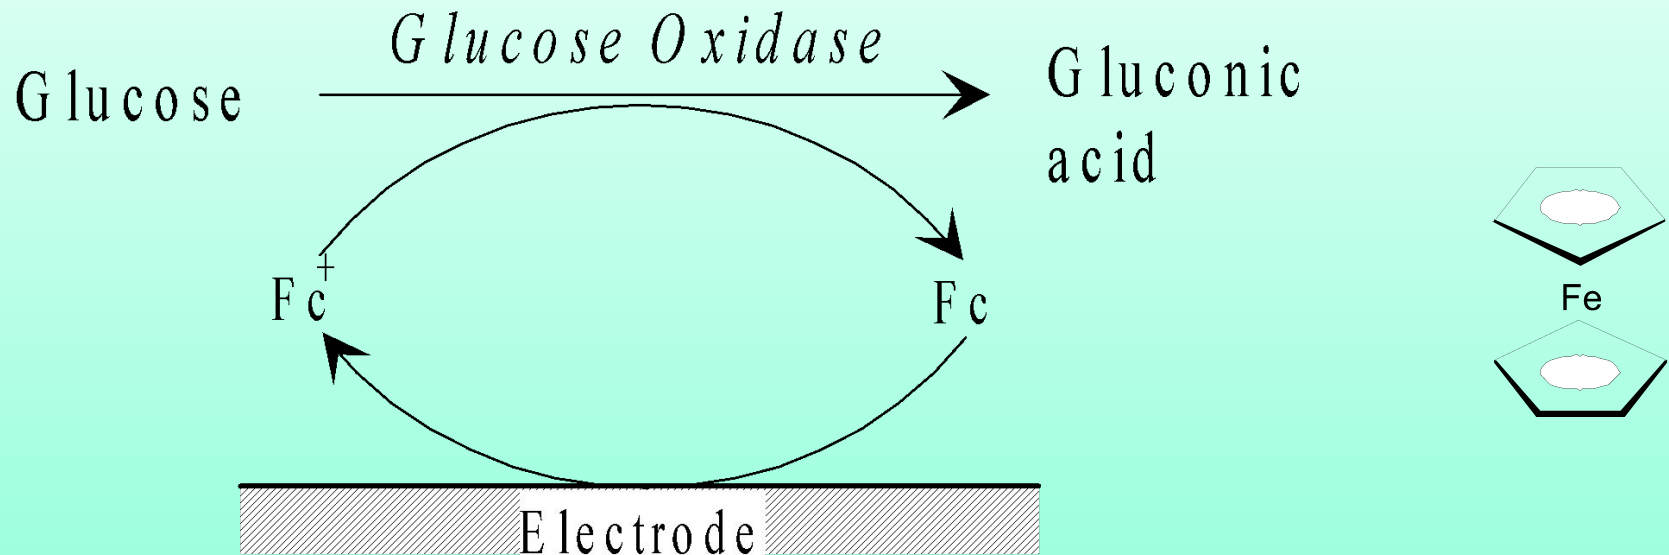 Glucose Oxidase
Glucose
Gluconic
acid
Fc+
Fc
Fe
Electrode